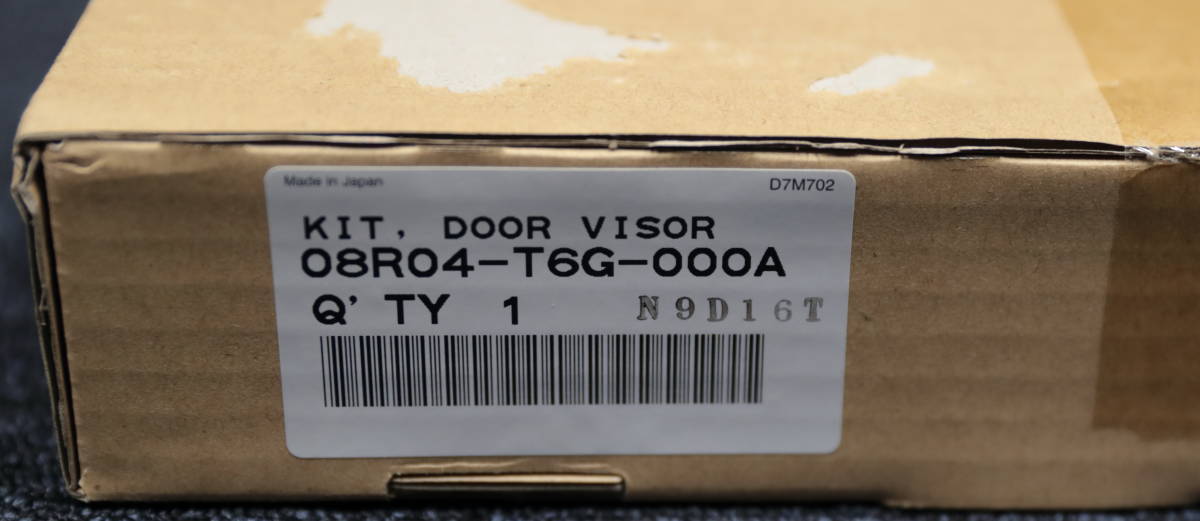 Made in Japan D7M702
KIT, DOOR VISOR
08R04-T6G-000A
Q' TY 1 N9D16T